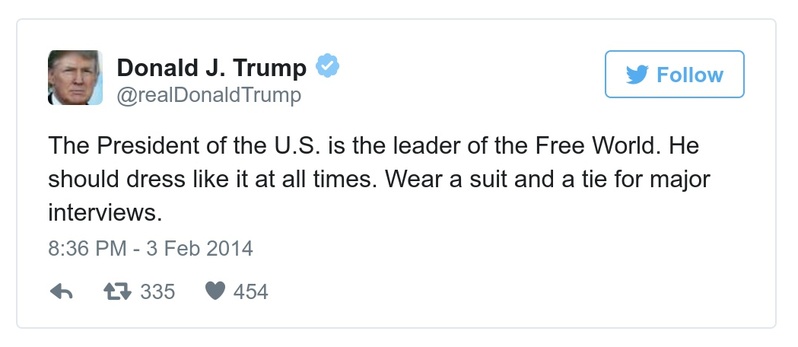 Donald J. Trump
Follow
@realDonaldTrump
The President of the U.S. is the leader of the Free World. He
should dress like it at all times. Wear a suit and a tie for major
interviews.
8:36 PM - 3 Feb 2014
335 454